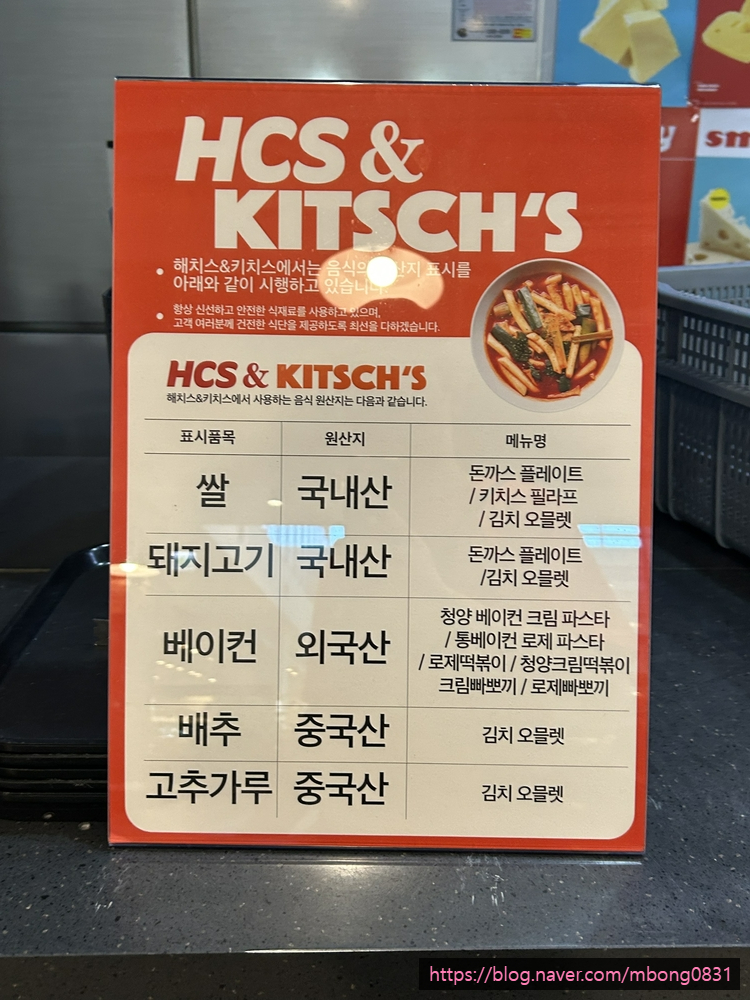 HCS &
KITSCH'S
• 해치스&키치스에서는 음식의 원산지 표시를
아래와 같이 시행하고 있습니다.
• 항상 신선하고 안전한 식재료를 사용하고 있으며,
고객 여러분께 건전한 식단을 제공하도록 최선을 다하겠습니다.
HCS & KITSCH'S
해치스&키치스에서 사용하는 음식 원산지는 다음과 같습니다.
표시품목 원산지 메뉴명
쌀 국내산 돈까스 플레이트
/ 키치스 필라프
/ 김치 오믈렛
돼지고기 국내산 돈까스 플레이트
/김치 오믈렛
베이컨 외국산 청양 베이컨 크림 파스타
/ 통베이컨 로제 파스타
/ 로제떡볶이 / 청양크림떡볶이
크림빠뽀끼 / 로제빠뽀끼
배추 중국산 김치 오믈렛
고추가루 중국산 김치 오믈렛
https://blog.naver.com/mbong0831